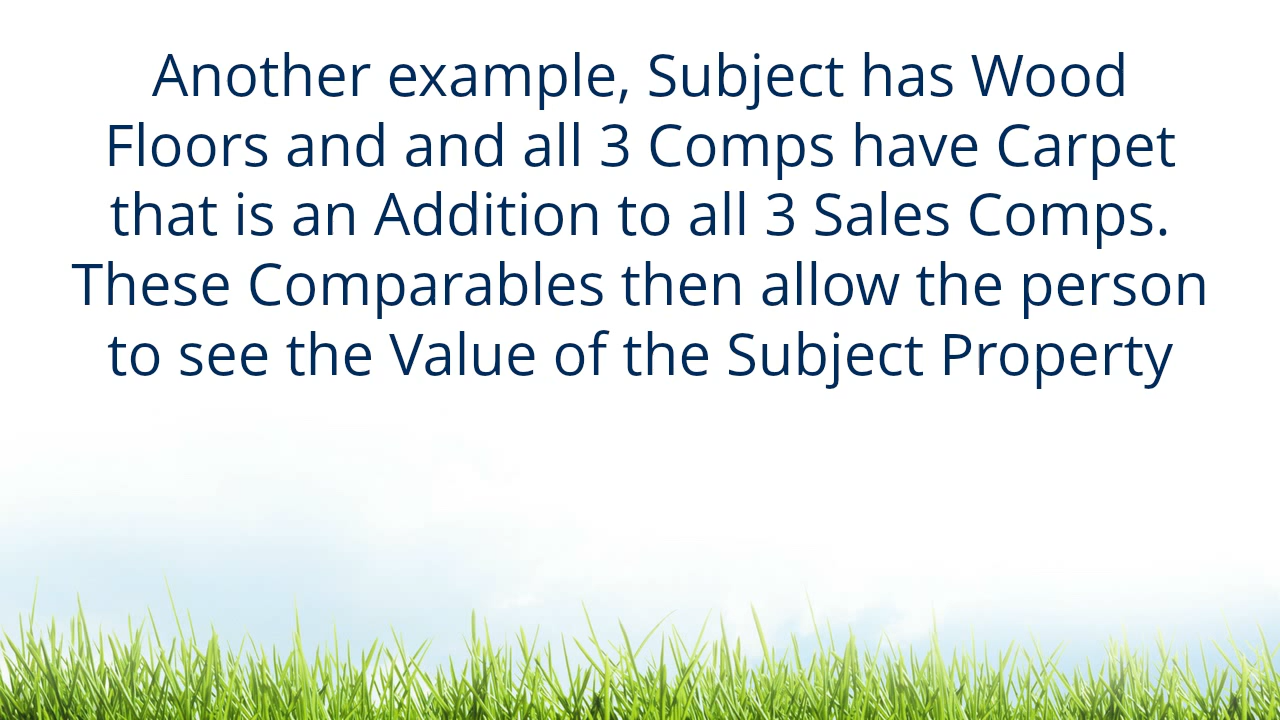 Another example, Subject has Wood
Floors and and all 3 Comps have Carpet
that is an Addition to all 3 Sales Comps.
These Comparables then allow the person
to see the Value of the Subject Property